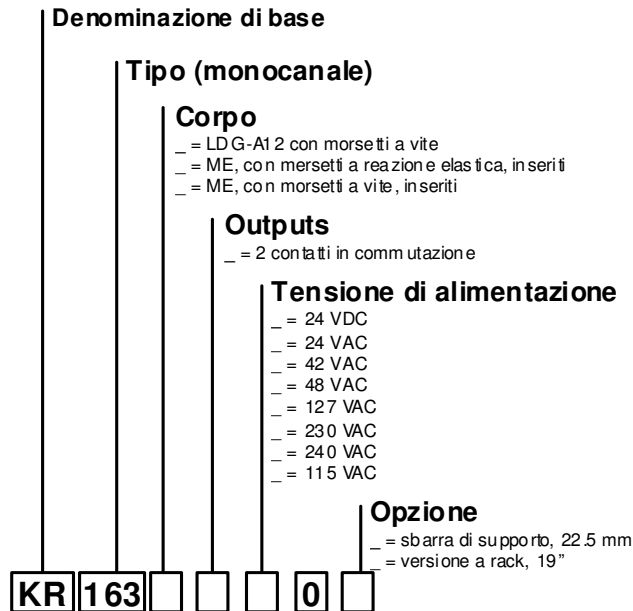 Denominazione di base
Tipo (monocanale)
Corpo
_ = LDG-A12 con morsetti a vite
_ = ME, con mersetti a reazione elastica, inseriti
_ = ME, con morsetti a vite, inseriti
Outputs
_ = 2 contatti in commutazione
Tensione di alimentazione
_ = 24 VDC
_ = 24 VAC
_ = 42 VAC
_ = 48 VAC
_ = 127 VAC
_ = 230 VAC
_ = 240 VAC
_ = 115 VAC
Opzione
_ = sbarra di supporto, 22.5 mm
_ = versione a rack, 19"
KR 163 0